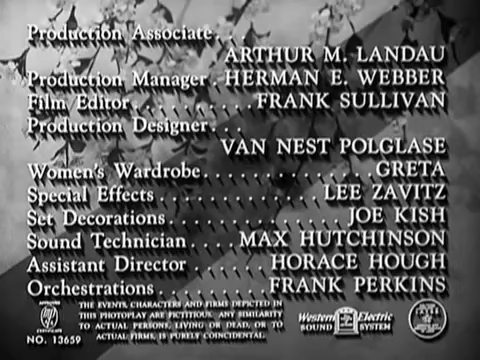 Production Associate. . .
ARTHUR M. LANDAU
Production Manager . HERMAN E. WEBBER
Film Editor. . . . . . . . . . FRANK SULLIVAN
Production Designer. . .
VAN NEST POLGLASE
Women's Wardrobe. . . . . . . . . . . . . . GRETA
Special Effects . . . . . . . . . . . . . LEE ZAVITZ
Set Decorations. . . . . . . . . . . . . . JOE KISH
Sound Technician . . . . MAX HUTCHINSON
Assistant Director . . . . . . HORACE HOUGH
Orchestrations. . . . . . . . . FRANK PERKINS
APPROVED
CERTIFICATE
NO. 13659
THE EVENTS, CHARACTERS AND FIRMS DEPICTED IN
THIS PHOTOPLAY ARE FICTITIOUS. ANY SIMILARITY
TO ACTUAL PERSONS, LIVING OR DEAD, OR TO
ACTUAL FIRMS, IS PURELY COINCIDENTAL.
Western Electric
SOUND SYSTEM